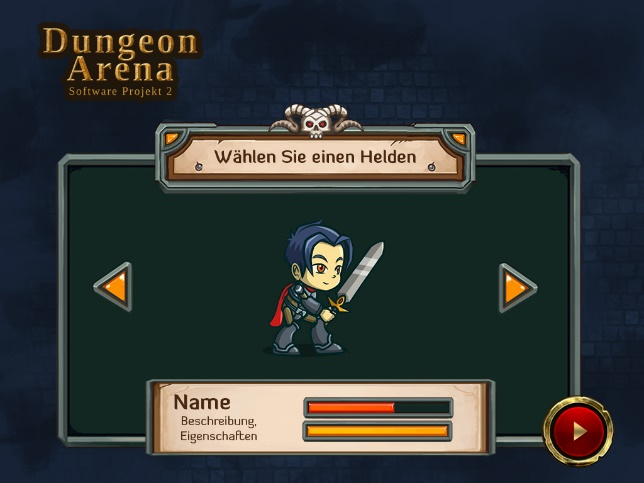 Dungeon
Arena
Software Projekt 2
Wählen Sie einen Helden
Name
Beschreibung,
Eigenschaften